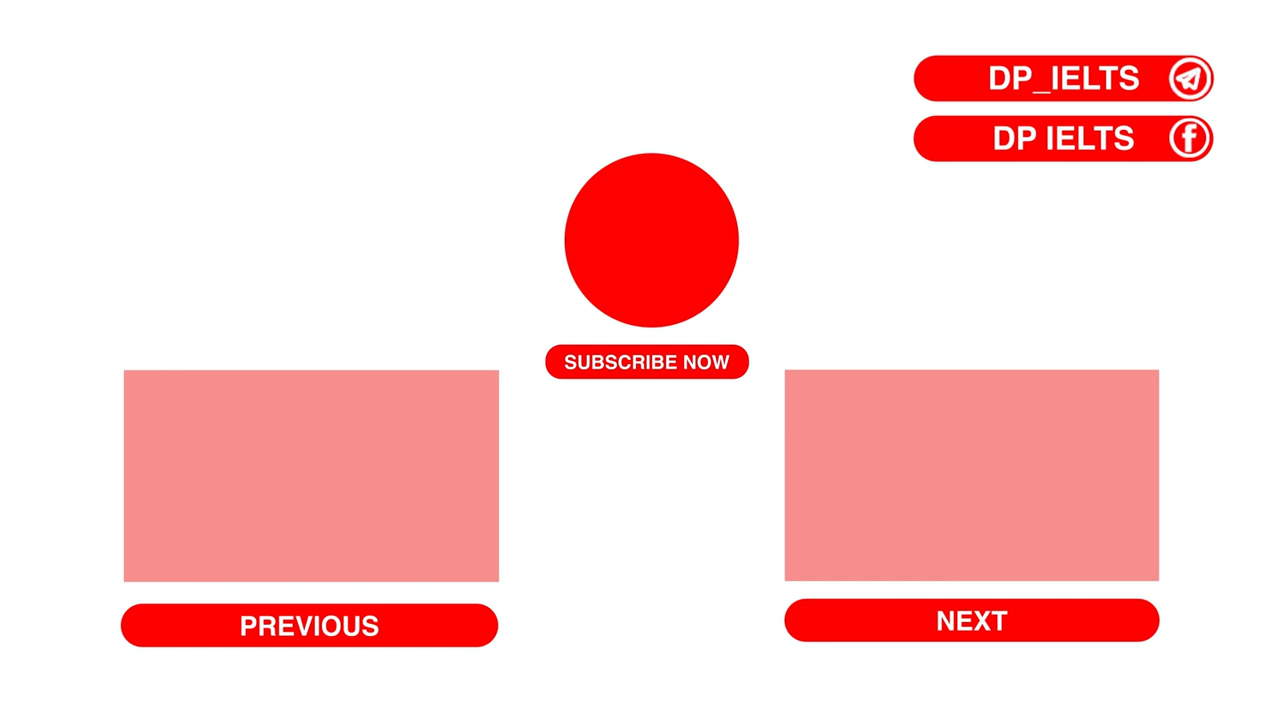 DP_IELTS
DP IELTS
SUBSCRIBE NOW
PREVIOUS
NEXT